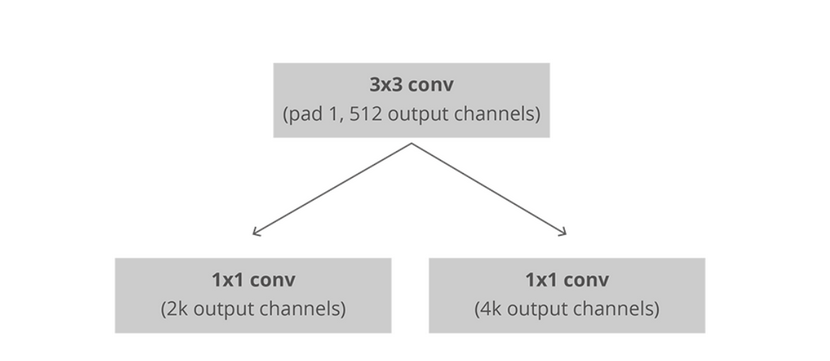 3x3 conv
(pad 1, 512 output channels)
1x1 conv
(2k output channels)
1x1 conv
(4k output channels)